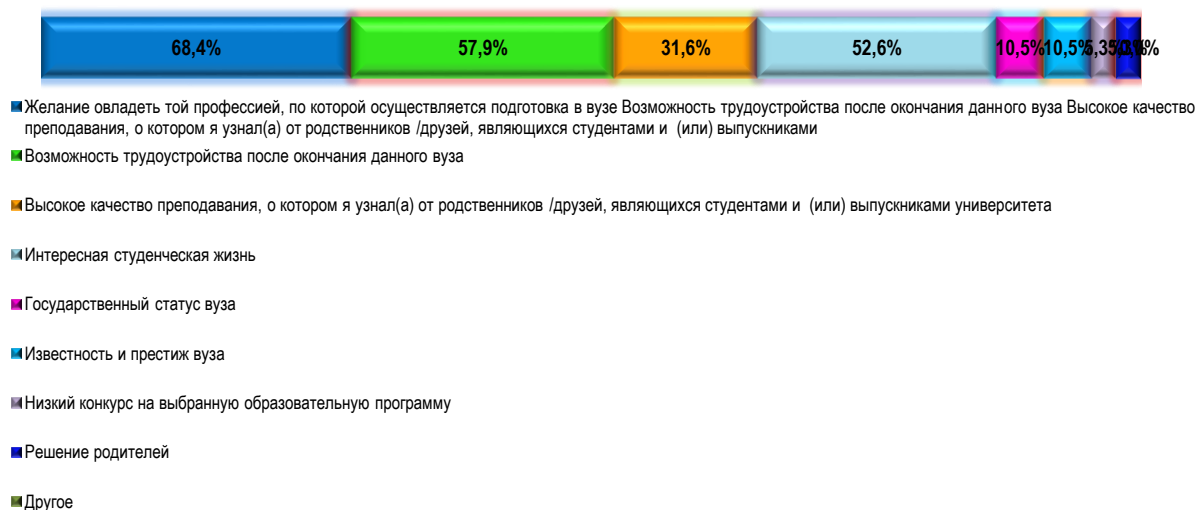 68,4% 57,9% 31,6% 52,6% 10,5% 10,5% 5,3%
Желание овладеть той профессией, по которой осуществляется подготовка в вузе Возможность трудоустройства после окончания данного вуза Высокое качество
преподавания, о котором я узнал(а) от родственников /друзей, являющихся студентами и (или) выпускниками
Возможность трудоустройства после окончания данного вуза
Высокое качество преподавания, о котором я узнал(а) от родственников /друзей, являющихся студентами и (или) выпускниками университета
Интересная студенческая жизнь
Государственный статус вуза
Известность и престиж вуза
Низкий конкурс на выбранную образовательную программу
Решение родителей
Другое